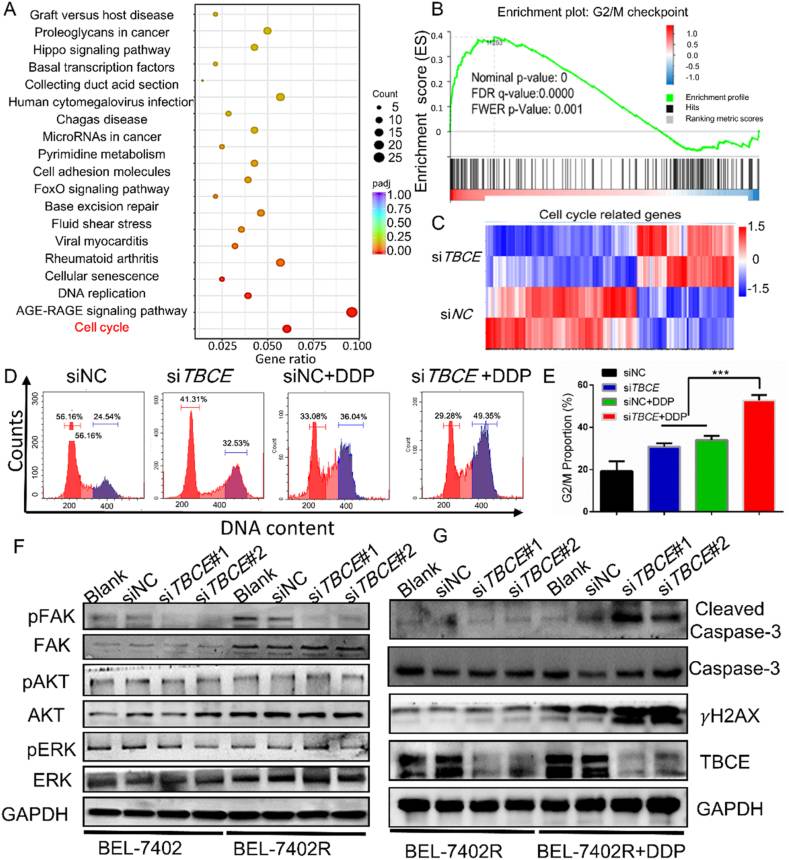 A
Graft versus host disease
Proteoglycans in cancer
Hippo signaling pathway
Basal transcription factors
Collecting duct acid section
Human cytomegalovirus infection
Chagas disease
MicroRNAs in cancer
Pyrimidine metabolism
Cell adhesion molecules
FoxO signaling pathway
Base excision repair
Fluid shear stress
Viral myocarditis
Rheumatoid arthritis
Cellular senescence
DNA replication
AGE-RAGE signaling pathway
Cell cycle
0.025 0.050 0.075 0.100
Gene ratio
Count
5
10
15
20
25
padj
1.00
0.75
0.50
0.25
0.00
B
Enrichment plot: G2/M checkpoint
Enrichment score (ES)
0.4
0.3
0.2
0.1
0
Nominal p-value: 0
FDR q-value:0.0000
FWER p-Value: 0.001
1.0
0.5
0.0
-0.5
-1.0
Enrichment profile
Hits
Ranking metric scores
C
Cell cycle related genes
siTBCE
siNC
1.5
0
-1.5
D
siNC siTBCE siNC+DDP siTBCE +DDP
Counts
56.16% 24.54%
56.16%
41.31%
32.53%
33.08% 36.04%
29.28% 49.35%
200 400 200 400 200 400 200 400
DNA content
E
G2/M Proportion (%)
60
40
20
0
siNC
siTBCE
siNC+DDP
siTBCE+DDP
***
F
Blank siNC siTBCE#1 siTBCE#2 Blank siNC siTBCE#1 siTBCE#2
pFAK
FAK
pAKT
AKT
pERK
ERK
GAPDH
BEL-7402 BEL-7402R
G
Blank siNC siTBCE#1 siTBCE#2 Blank siNC siTBCE#1 siTBCE#2
Cleaved
Caspase-3
Caspase-3
γH2AX
TBCE
GAPDH
BEL-7402R BEL-7402R+DDP